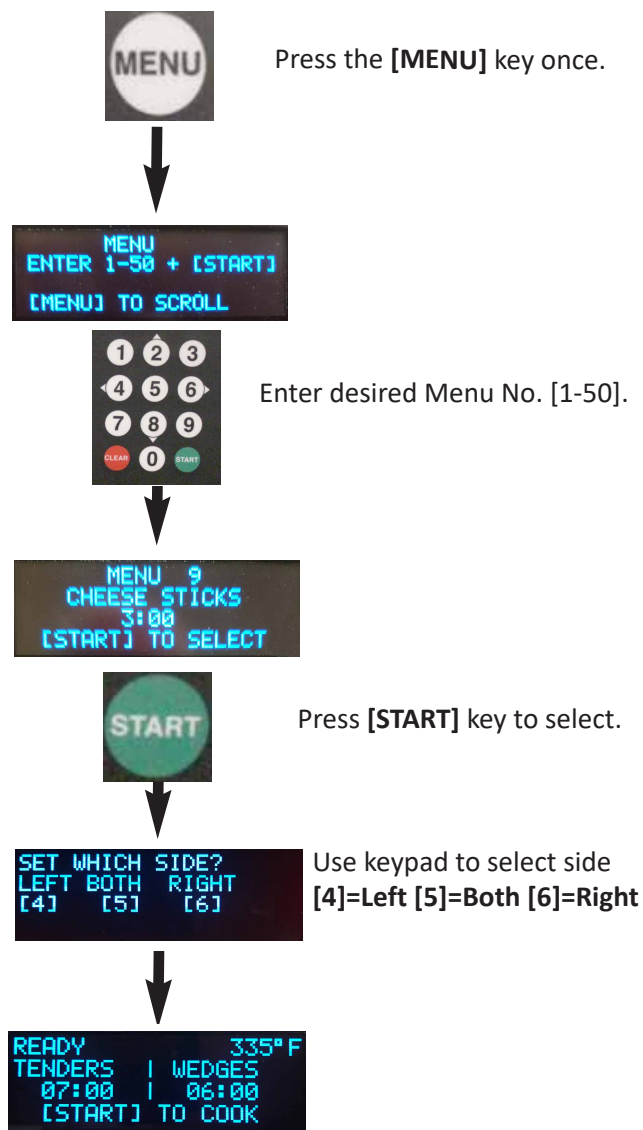 MENU
Press the [MENU] key once.
MENU
ENTER 1-50 + [START]
[MENU] TO SCROLL
1 2 3
4 5 6
7 8 9
CLEAR 0 START
Enter desired Menu No. [1-50].
MENU 9
CHEESE STICKS
3:00
[START] TO SELECT
START
Press [START] key to select.
SET WHICH SIDE?
LEFT BOTH RIGHT
[4] [5] [6]
Use keypad to select side
[4]=Left [5]=Both [6]=Right
READY 335°F
TENDERS | WEDGES
07:00 | 06:00
[START] TO COOK